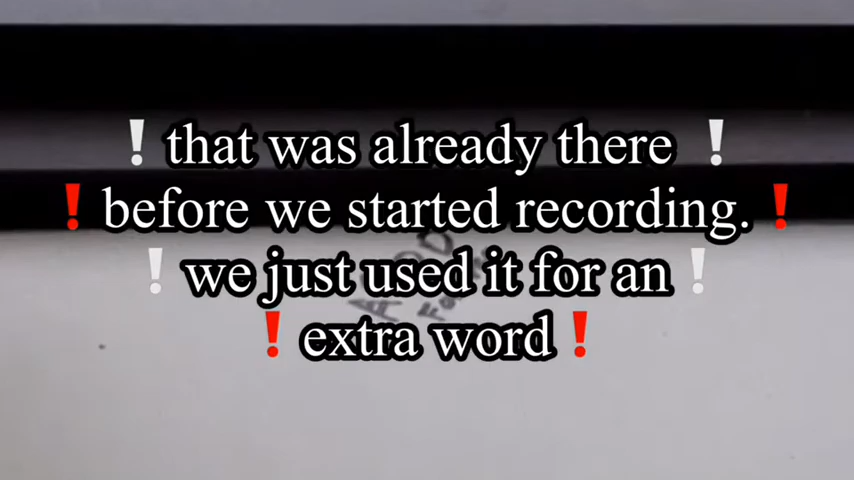 ❕that was already there ❕
❗before we started recording.❗
❕we just used it for an❕
❗extra word❗